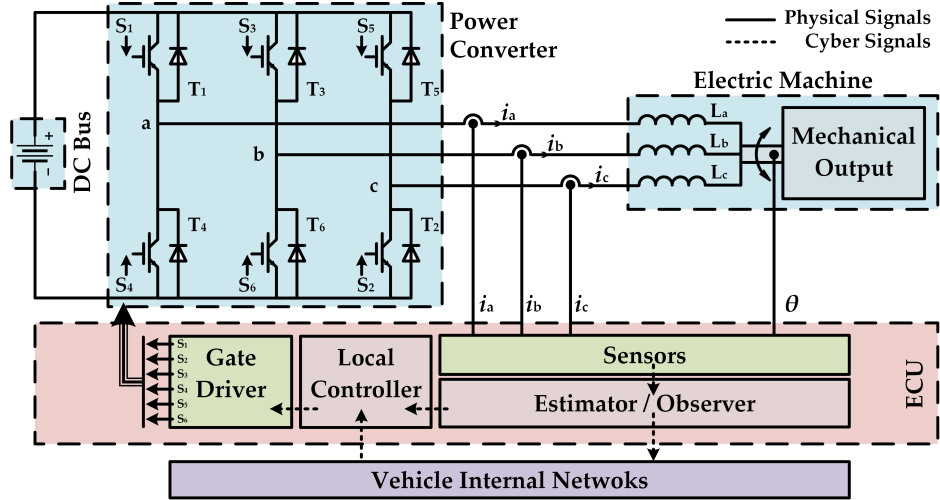 S1
S3
S5
Power
Converter
Physical Signals
Cyber Signals
T1
T3
T5
Electric Machine
DC Bus
+
−
a
b
c
ia
ib
ic
La
Lb
Lc
Mechanical
Output
T4
T6
T2
S4
S6
S2
ia
ib
ic
θ
S1
S2
S3
S4
S5
S6
Gate
Driver
Local
Controller
Sensors
Estimator / Observer
ECU
Vehicle Internal Networks